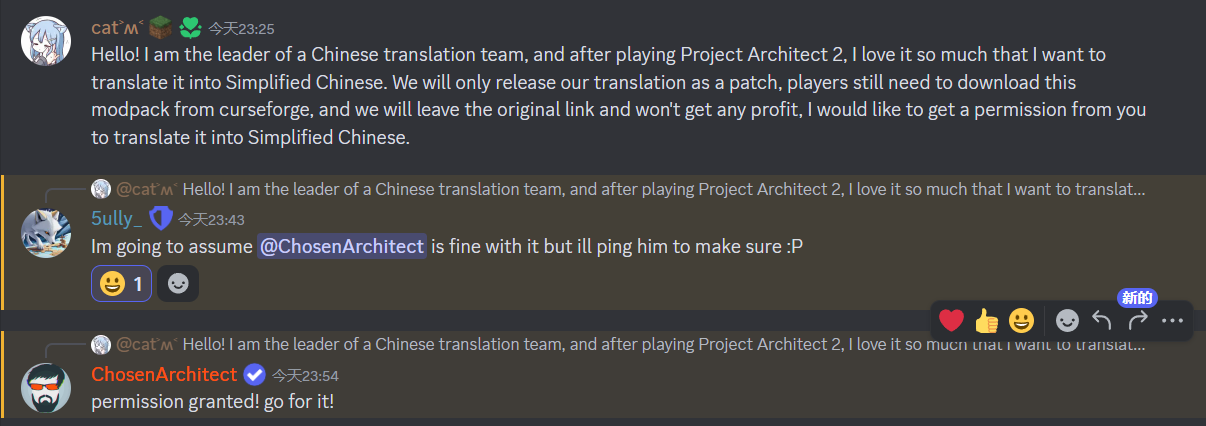 cat˃ʍ˂ 今天23:25
Hello! I am the leader of a Chinese translation team, and after playing Project Architect 2, I love it so much that I want to
translate it into Simplified Chinese. We will only release our translation as a patch, players still need to download this
modpack from curseforge, and we will leave the original link and won't get any profit, I would like to get a permission from you
to translate it into Simplified Chinese.
@cat˃ʍ˂ Hello! I am the leader of a Chinese translation team, and after playing Project Architect 2, I love it so much that I want to translat...
5ully_ 今天23:43
Im going to assume @ChosenArchitect is fine with it but ill ping him to make sure :P
1
新的
@cat˃ʍ˂ Hello! I am the leader of a Chinese translation team, and after playing Project Architect 2, I love it so much that I want to translat...
ChosenArchitect 今天23:54
permission granted! go for it!